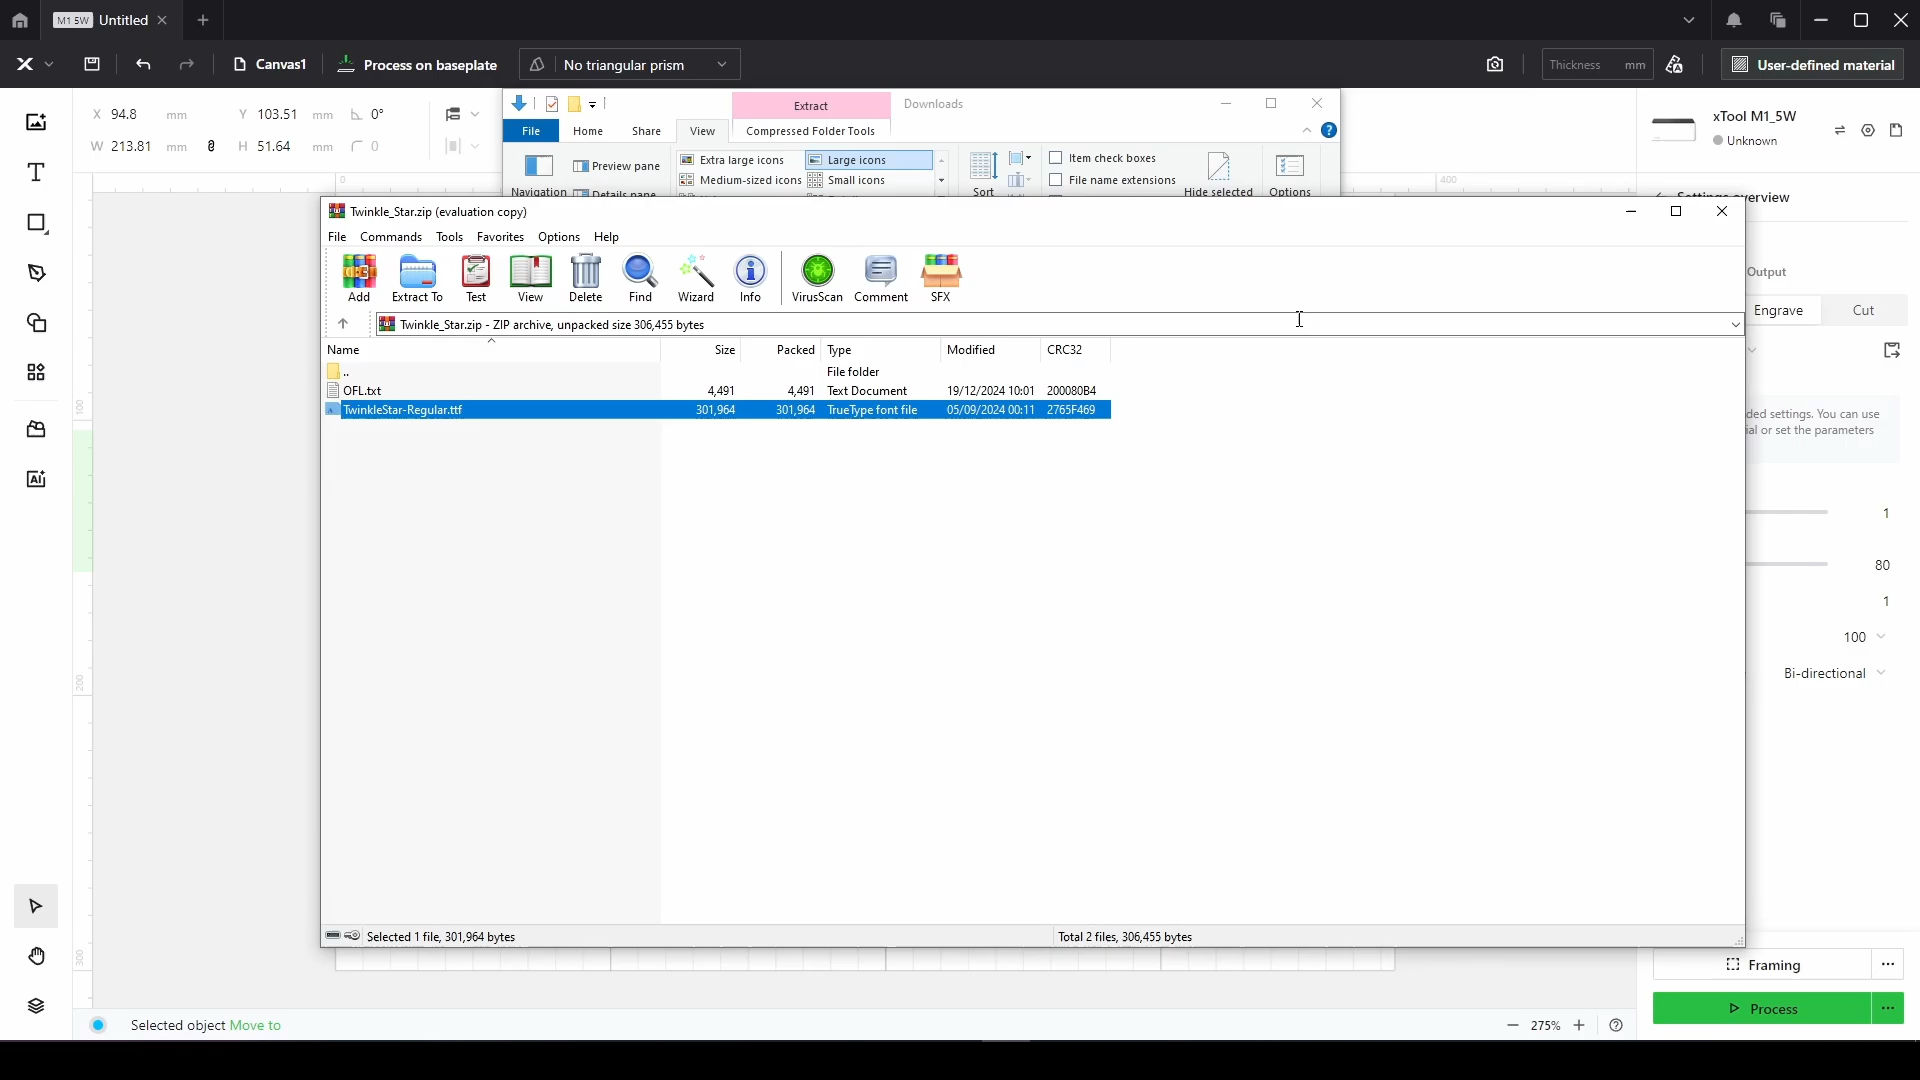 M1 5W Untitled
Canvas1
Process on baseplate
No triangular prism
Thickness mm
User-defined material
X 94.8 mm Y 103.51 mm 0°
W 213.81 mm H 51.64 mm 0
Extract
Downloads
File Home Share View Compressed Folder Tools
Preview pane
Navigation
Extra large icons Large icons
Medium-sized icons Small icons
Sort
Item check boxes
File name extensions
Hide selected
Options
xTool M1_5W
Unknown
0
400
100
200
300
Twinkle_Star.zip (evaluation copy)
File Commands Tools Favorites Options Help
Add Extract To Test View Delete Find Wizard Info VirusScan Comment SFX
Twinkle_Star.zip - ZIP archive, unpacked size 306,455 bytes
Name Size Packed Type Modified CRC32
.. File folder
OFL.txt 4,491 4,491 Text Document 19/12/2024 10:01 200080B4
TwinkleStar-Regular.ttf 301,964 301,964 TrueType font file 05/09/2024 00:11 2765F469
Selected 1 file, 301,964 bytes
Total 2 files, 306,455 bytes
Output
Engrave Cut
ded settings. You can use
ial or set the parameters
1
80
1
100
Bi-directional
Framing
Process
AI
Selected object Move to
275%